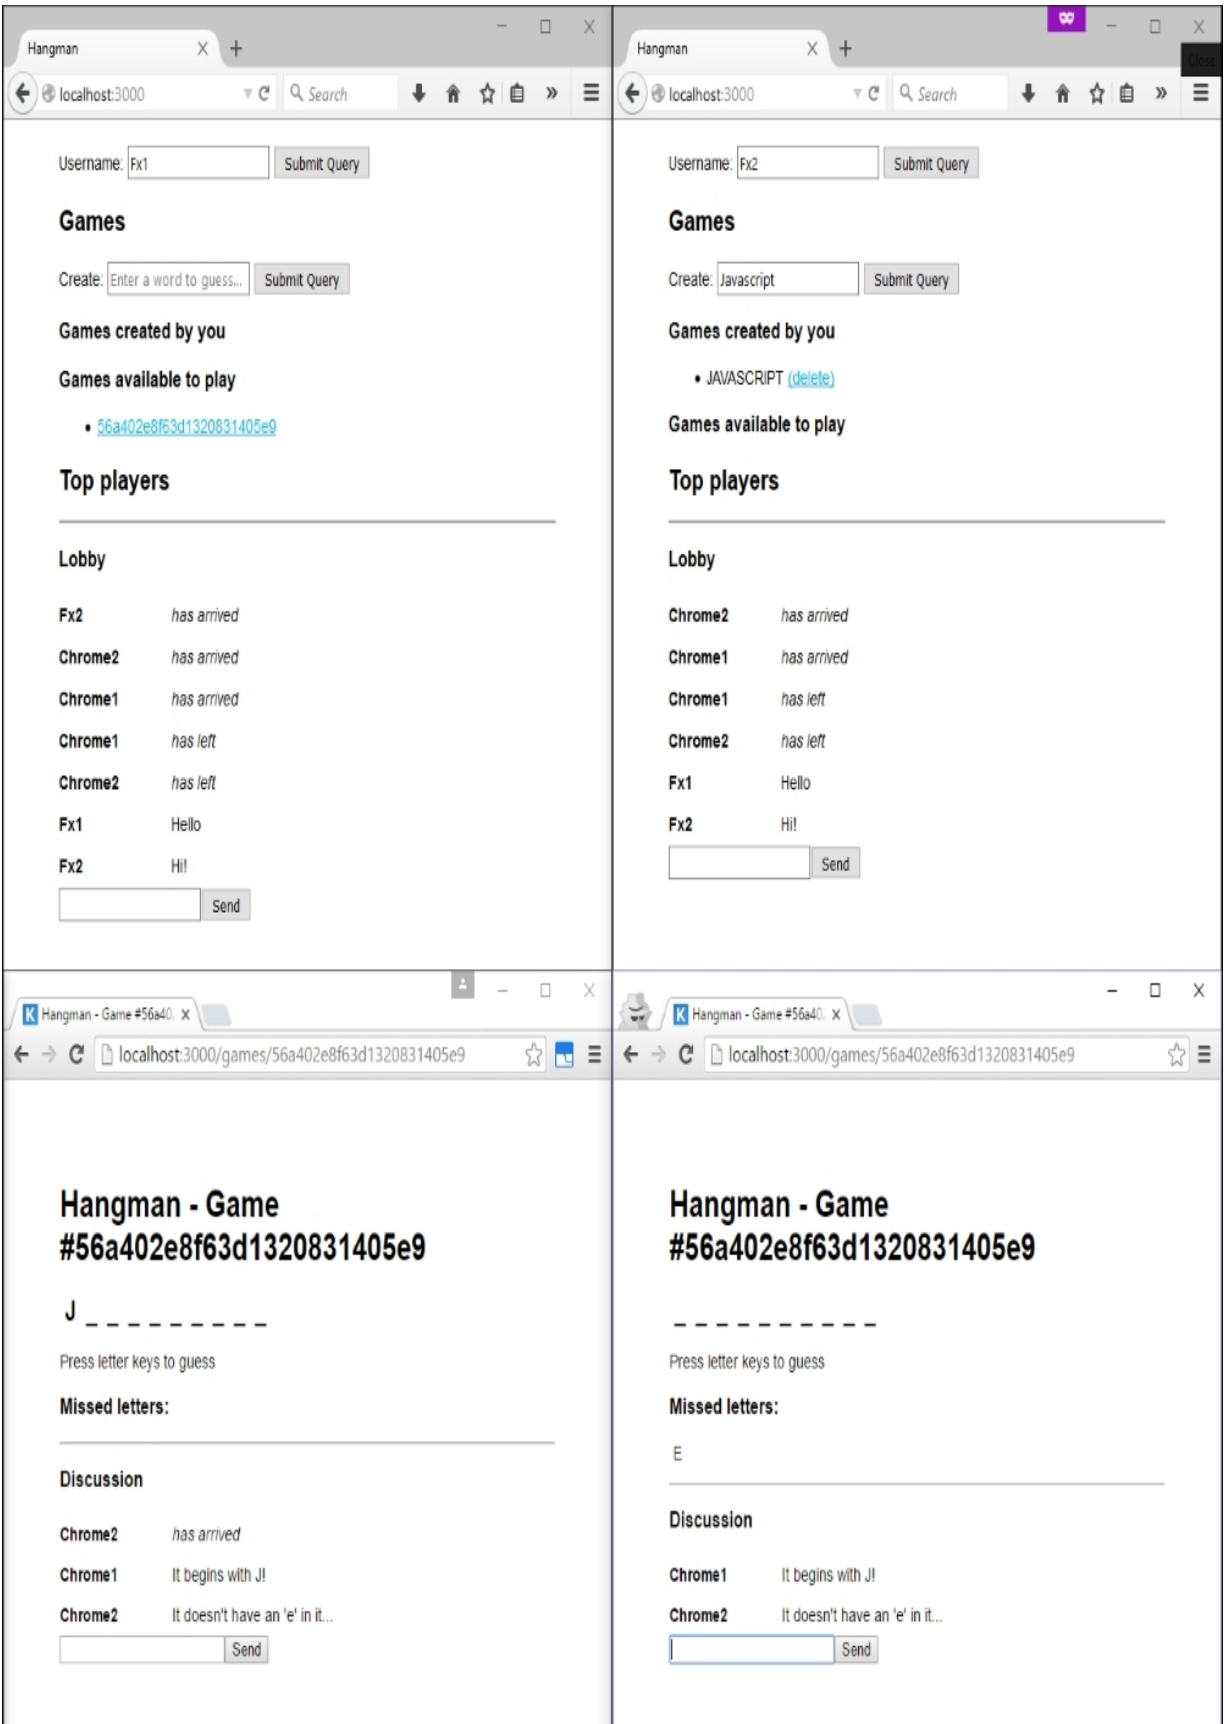 Hangman
localhost:3000
Search
Username: Fx1 Submit Query
Games
Create: Enter a word to guess... Submit Query
Games created by you
Games available to play
56a402e8f63d1320831405e9
Top players
Lobby
Fx2 has arrived
Chrome2 has arrived
Chrome1 has arrived
Chrome1 has left
Chrome2 has left
Fx1 Hello
Fx2 Hi!
Send
Close
Hangman
localhost:3000
Search
Username: Fx2 Submit Query
Games
Create: Javascript Submit Query
Games created by you
JAVASCRIPT (delete)
Games available to play
Top players
Lobby
Chrome2 has arrived
Chrome1 has arrived
Chrome1 has left
Chrome2 has left
Fx1 Hello
Fx2 Hi!
Send
K Hangman - Game #56a40
localhost:3000/games/56a402e8f63d1320831405e9
Hangman - Game
#56a402e8f63d1320831405e9
J _ _ _ _ _ _ _ _ _
Press letter keys to guess
Missed letters:
Discussion
Chrome2 has arrived
Chrome1 It begins with J!
Chrome2 It doesn't have an 'e' in it...
Send
K Hangman - Game #56a40
localhost:3000/games/56a402e8f63d1320831405e9
Hangman - Game
#56a402e8f63d1320831405e9
_ _ _ _ _ _ _ _ _ _
Press letter keys to guess
Missed letters:
E
Discussion
Chrome1 It begins with J!
Chrome2 It doesn't have an 'e' in it...
Send